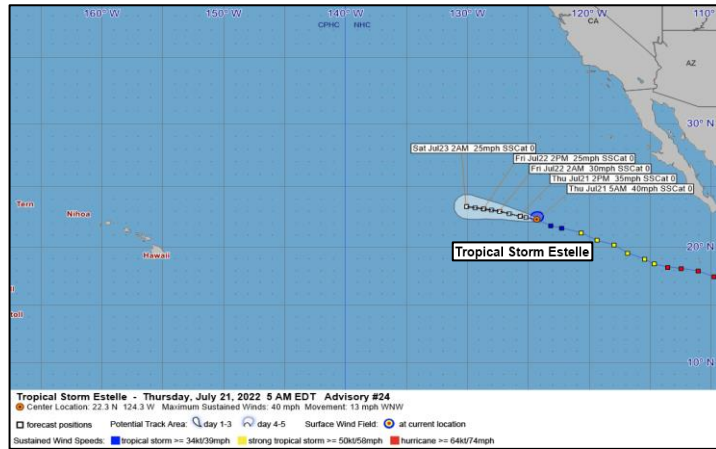 160° W 150° W 140° W 130° W 120° W 110° W
CPHC NHC
CA
AZ
30° N
Sat Jul23 2AM 25mph SSCat 0
Fri Jul22 2PM 25mph SSCat 0
Fri Jul22 2AM 30mph SSCat 0
Thu Jul21 2PM 35mph SSCat 0
Thu Jul21 5AM 40mph SSCat 0
Tern
Nihoa
Hawaii
20° N
Tropical Storm Estelle
ll
toll
10° N
Tropical Storm Estelle - Thursday, July 21, 2022 5 AM EDT Advisory #24
Center Location: 22.3 N 124.3 W Maximum Sustained Winds: 40 mph Movement: 13 mph WNW
forecast positions Potential Track Area: day 1-3 day 4-5 Surface Wind Field: at current location
Sustained Wind Speeds: tropical storm >= 34kt/39mph strong tropical storm >= 50kt/58mph hurricane >= 64kt/74mph